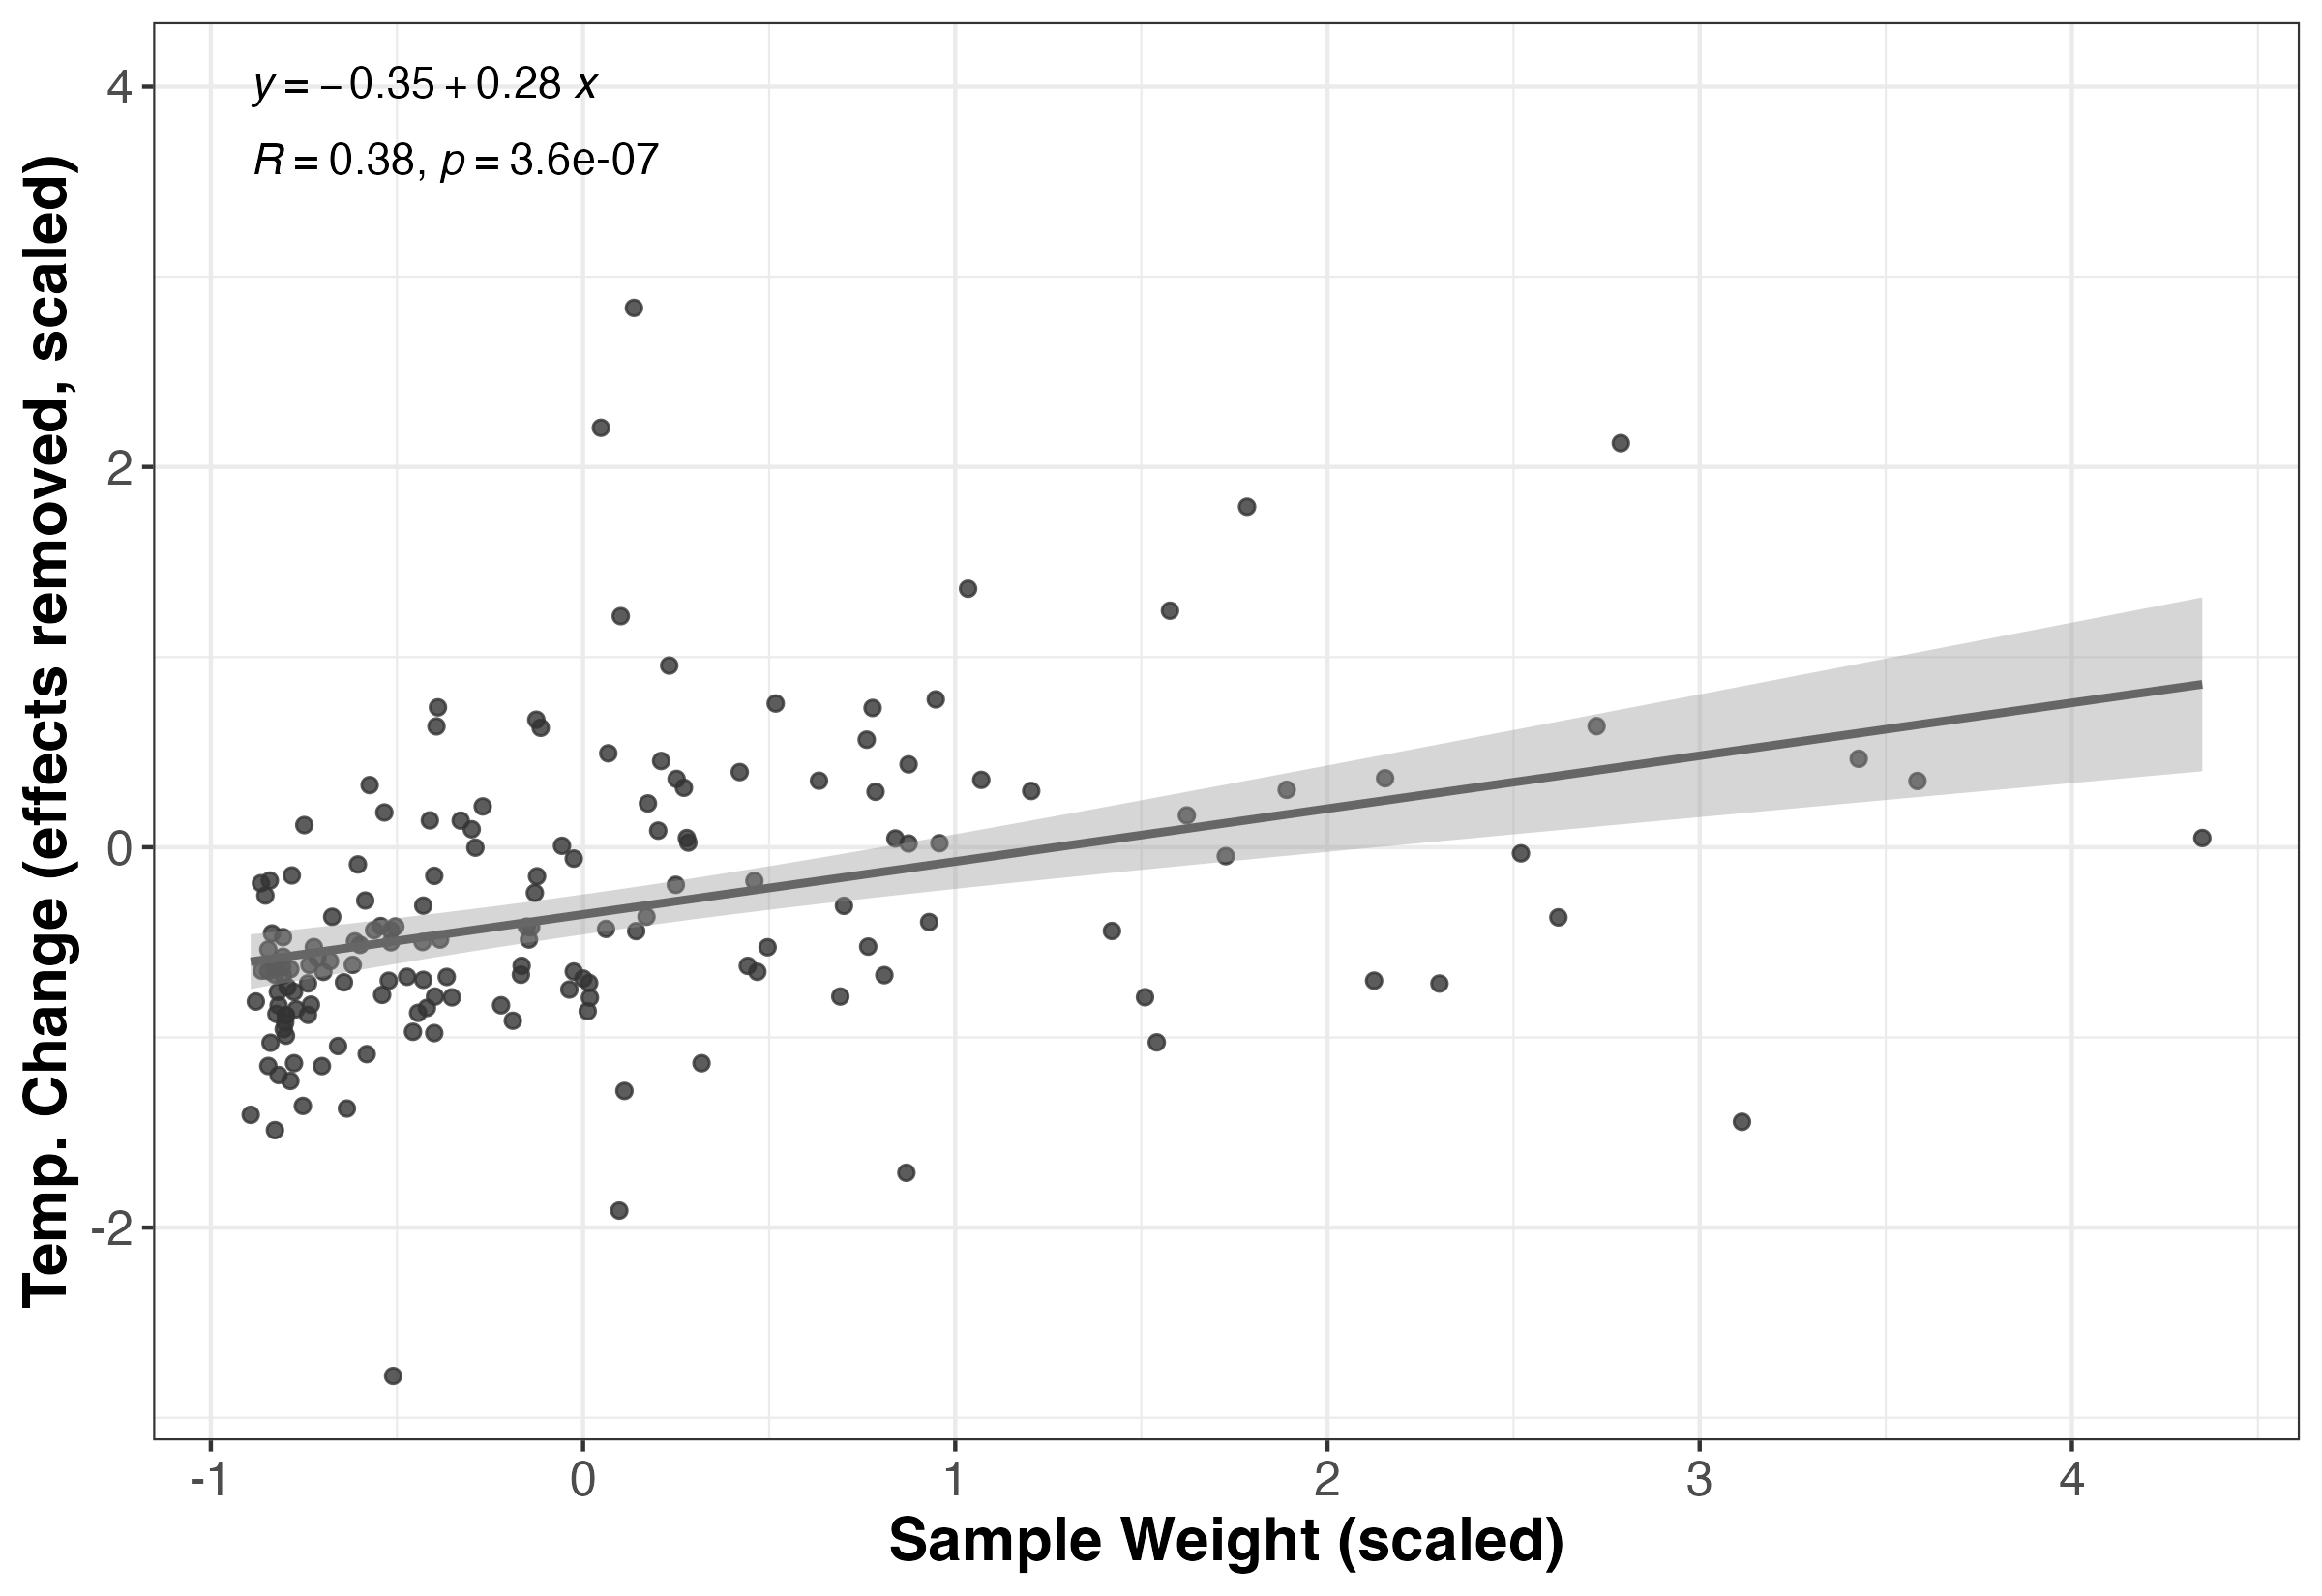 y = −0.35 + 0.28 x
R = 0.38, p = 3.6e-07
Temp. Change (effects removed, scaled)
4
2
0
-2
-1
0
1
2
3
4
Sample Weight (scaled)